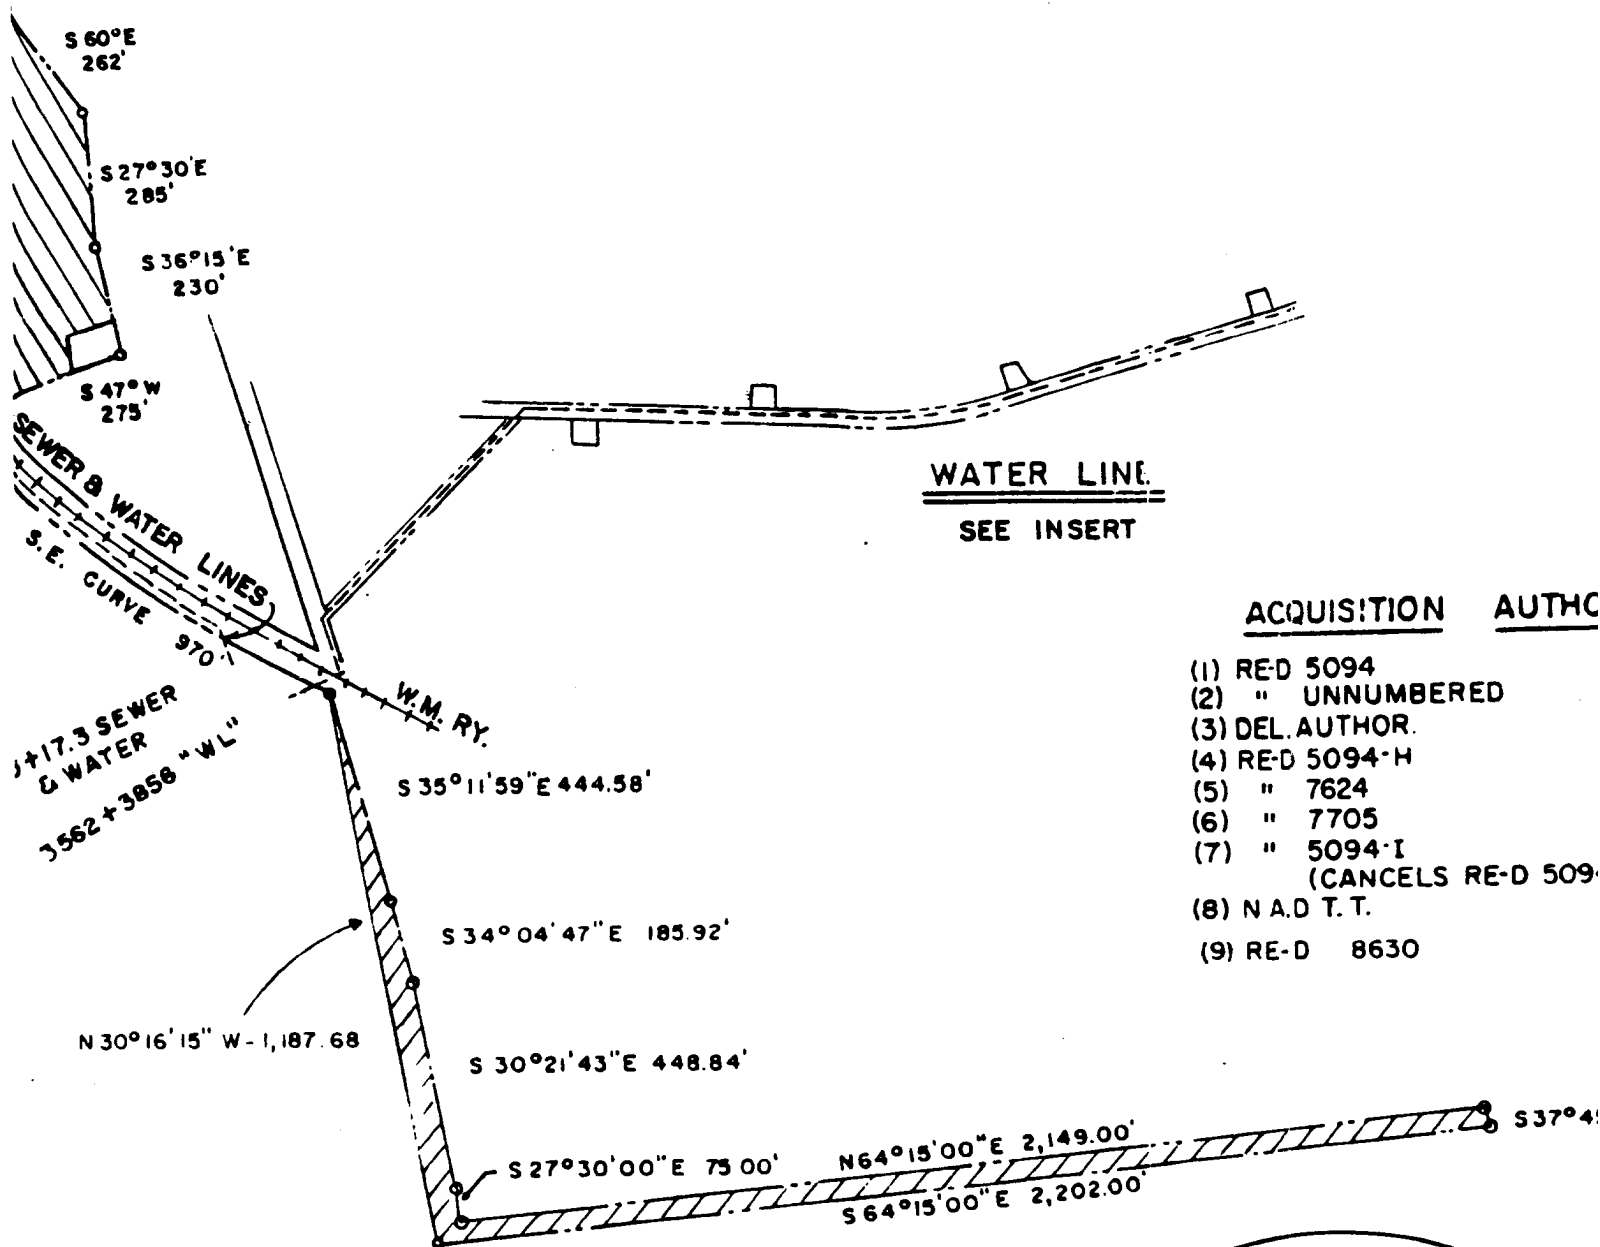 S 60°E
262'
S 27°30'E
285'
S 36°15'E
230'
S 47° W
275'
SEWER & WATER LINES
S.E. CURVE 970'
+17.3 SEWER
& WATER
3562+3858 "WL"
W.M. RY.
WATER LINE
SEE INSERT
ACQUISITION
(1) RE-D 5094
(2) " UNNUMBERED
(3) DEL. AUTHOR.
(4) RE-D 5094-H
(5) " 7624
(6) " 7705
(7) " 5094-I
(CANCELS RE-D 509
(8) N.A.D T.T.
(9) RE-D 8630
S 35°11'59"E 444.58'
S 34°04'47"E 185.92'
N 30°16'15" W-1,187.68
S 30°21'43"E 448.84'
S 27°30'00"E 75.00'
N64°15'00"E 2,149.00'
S 64°15'00"E 2,202.00'
S 37°4